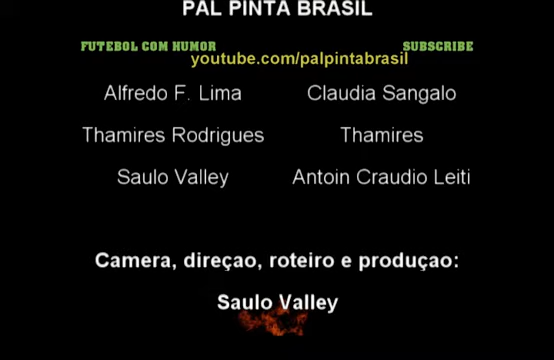 PAL PINTA BRASIL
FUTEBOL COM HUMOR SUBSCRIBE
youtube.com/palpintabrasil
Alfredo F. Lima Claudia Sangalo
Thamires Rodrigues Thamires
Saulo Valley Antoin Craudio Leiti
Camera, direçao, roteiro e produçao:
Saulo Valley